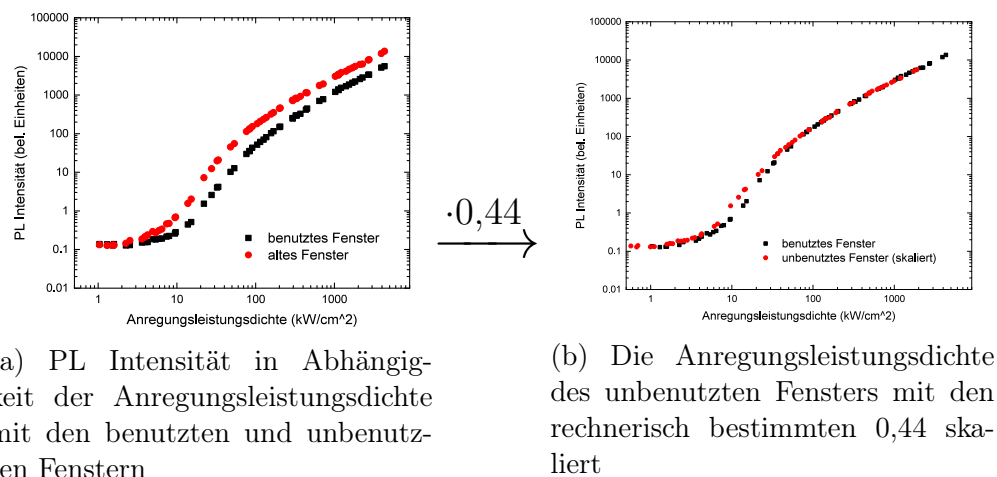 100000
10000
1000
100
10
1
0.1
0.01
PL Intensität (bel. Einheiten)
benutztes Fenster
altes Fenster
1
10
100
1000
Anregungsleistungsdichte (kW/cm^2)
·0,44
100000
10000
1000
100
10
1
0.1
0.01
PL Intensität (bel. Einheiten)
benutztes Fenster
unbenutztes Fenster (skaliert)
1
10
100
1000
Anregungsleistungsdichte (kW/cm^2)
a) PL Intensität in Abhängig-
keit der Anregungsleistungsdichte
mit den benutzten und unbenutz-
en Fenstern
(b) Die Anregungsleistungsdichte
des unbenutzten Fensters mit den
rechnerisch bestimmten 0,44 ska-
liert